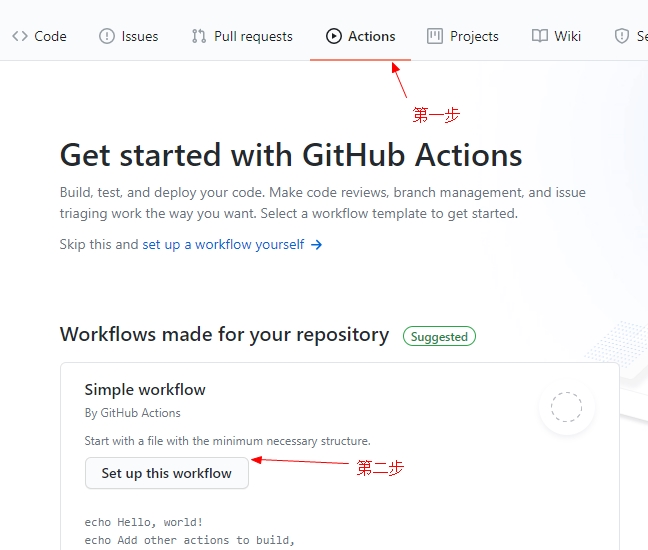 Code Issues Pull requests Actions Projects Wiki
第一步
Get started with GitHub Actions
Build, test, and deploy your code. Make code reviews, branch management, and issue
triaging work the way you want. Select a workflow template to get started.
Skip this and set up a workflow yourself →
Workflows made for your repository Suggested
Simple workflow
By GitHub Actions
Start with a file with the minimum necessary structure.
Set up this workflow
第二步
echo Hello, world!
echo Add other actions to build,